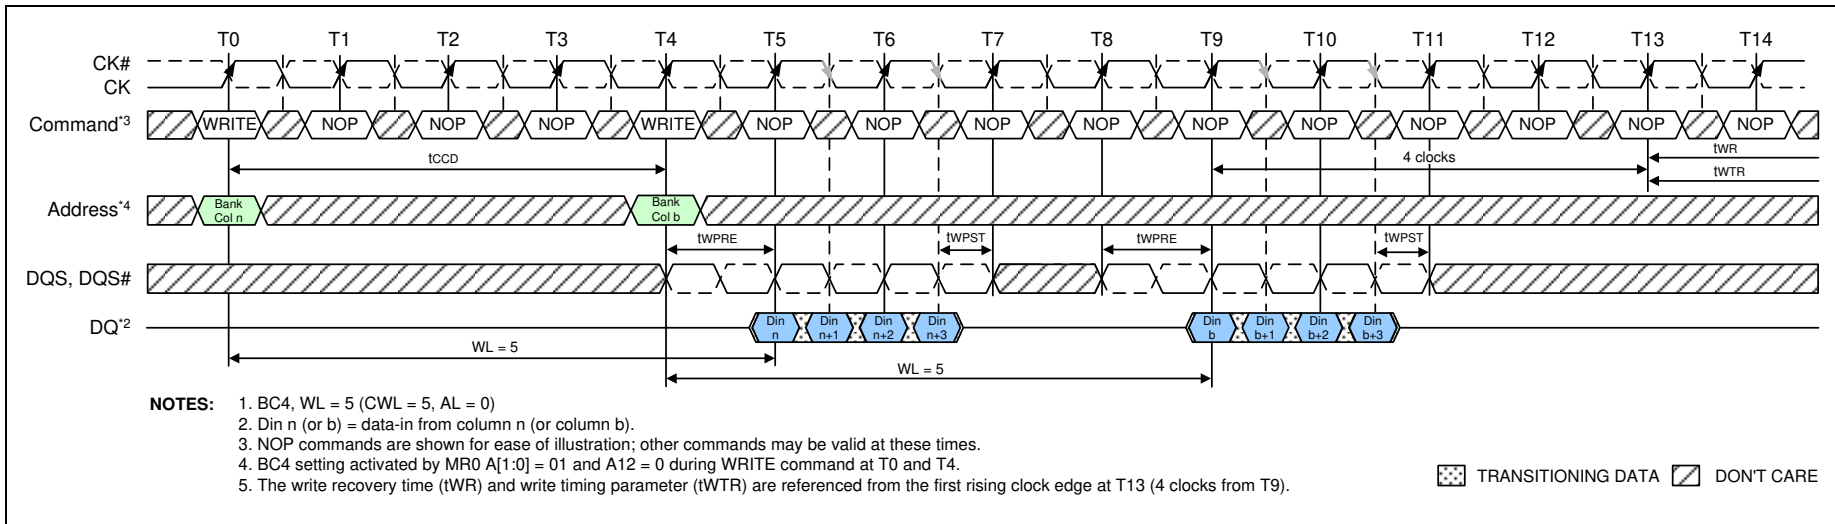 T0 T1 T2 T3 T4 T5 T6 T7 T8 T9 T10 T11 T12 T13 T14
CK#
CK
Command*3 WRITE NOP NOP NOP WRITE NOP NOP NOP NOP NOP NOP NOP NOP NOP NOP
tCCD 4 clocks tWR
tWTR
Address*4 Bank Col n Bank Col b
tWPRE tWPST tWPRE tWPST
DQS, DQS#
DQ*2 Din n Din n+1 Din n+2 Din n+3 Din b Din b+1 Din b+2 Din b+3
WL = 5
WL = 5
NOTES: 1. BC4, WL = 5 (CWL = 5, AL = 0)
2. Din n (or b) = data-in from column n (or column b).
3. NOP commands are shown for ease of illustration; other commands may be valid at these times.
4. BC4 setting activated by MR0 A[1:0] = 01 and A12 = 0 during WRITE command at T0 and T4.
5. The write recovery time (tWR) and write timing parameter (tWTR) are referenced from the first rising clock edge at T13 (4 clocks from T9).
TRANSITIONING DATA DON'T CARE